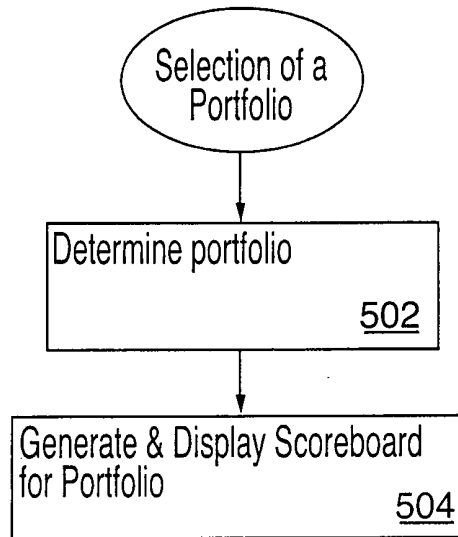 Selection of a
Portfolio
Determine portfolio
502
Generate & Display Scoreboard
for Portfolio
504